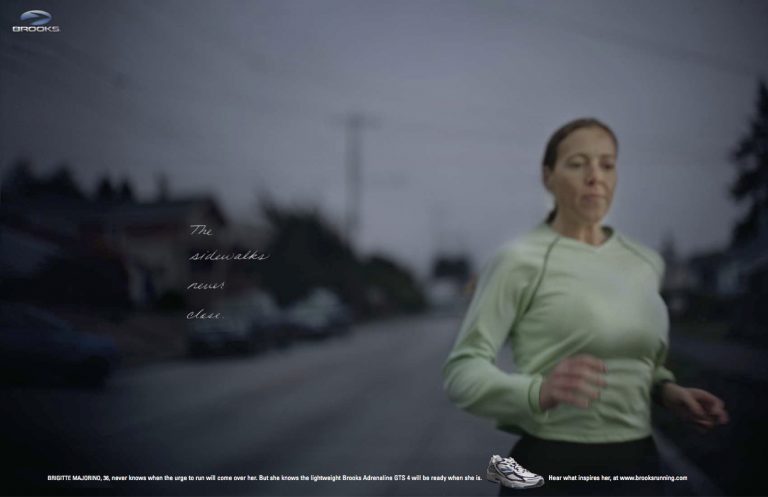 BROOKS
The
sidewalks
never
close.
BRIGITTE MAJORINO, 36, never knows when the urge to run will come over her. But she knows the lightweight Brooks Adrenaline GTS 4 will be ready when she is. Hear what inspires her, at www.brooksrunning.com